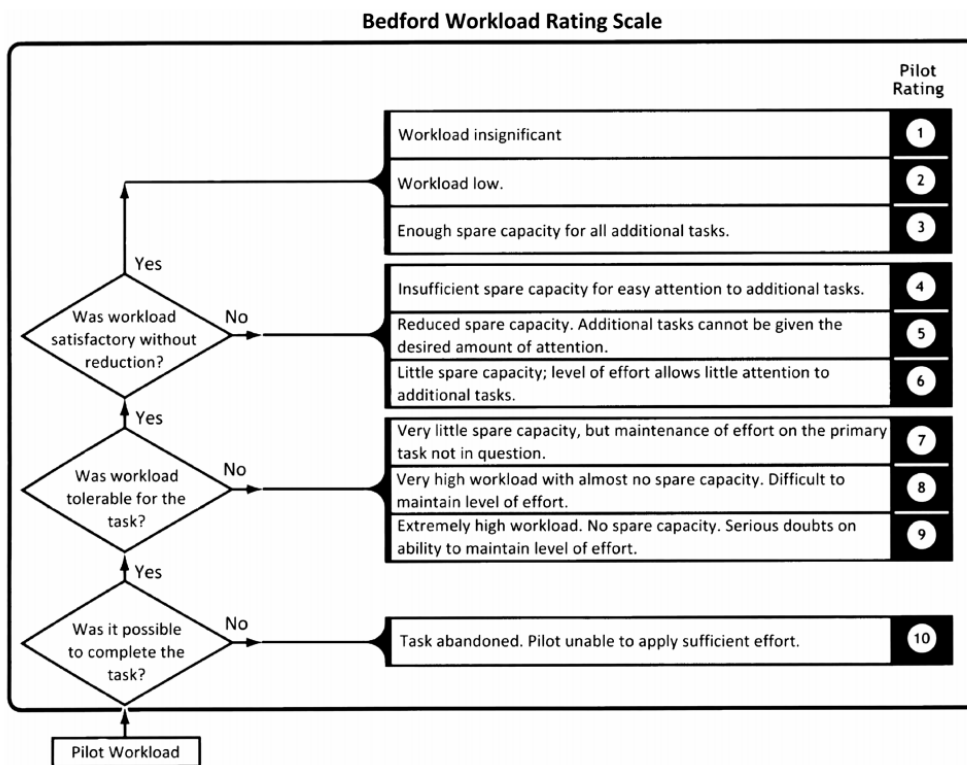 Bedford Workload Rating Scale
Pilot
Rating
Workload insignificant
1
Workload low.
2
Enough spare capacity for all additional tasks.
3
Yes
Was workload
satisfactory without
reduction?
No
Insufficient spare capacity for easy attention to additional tasks.
4
Reduced spare capacity. Additional tasks cannot be given the
desired amount of attention.
5
Little spare capacity; level of effort allows little attention to
additional tasks.
6
Yes
Was workload
tolerable for the
task?
No
Very little spare capacity, but maintenance of effort on the primary
task not in question.
7
Very high workload with almost no spare capacity. Difficult to
maintain level of effort.
8
Extremely high workload. No spare capacity. Serious doubts on
ability to maintain level of effort.
9
Yes
Was it possible
to complete the
task?
No
Task abandoned. Pilot unable to apply sufficient effort.
10
Pilot Workload